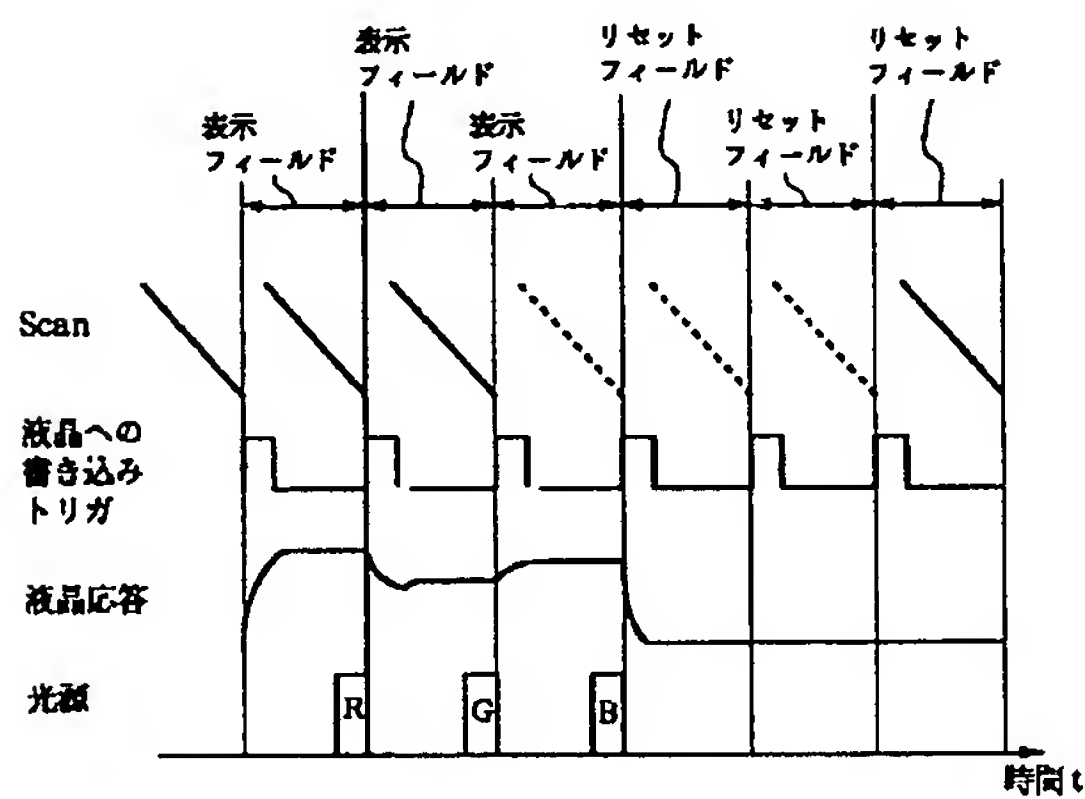 表示
フィールド
リセット
フィールド
リセット
フィールド
表示
フィールド
表示
フィールド
リセット
フィールド
Scan
液晶への
書き込み
トリガ
液晶応答
光源
R
G
B
時間 t